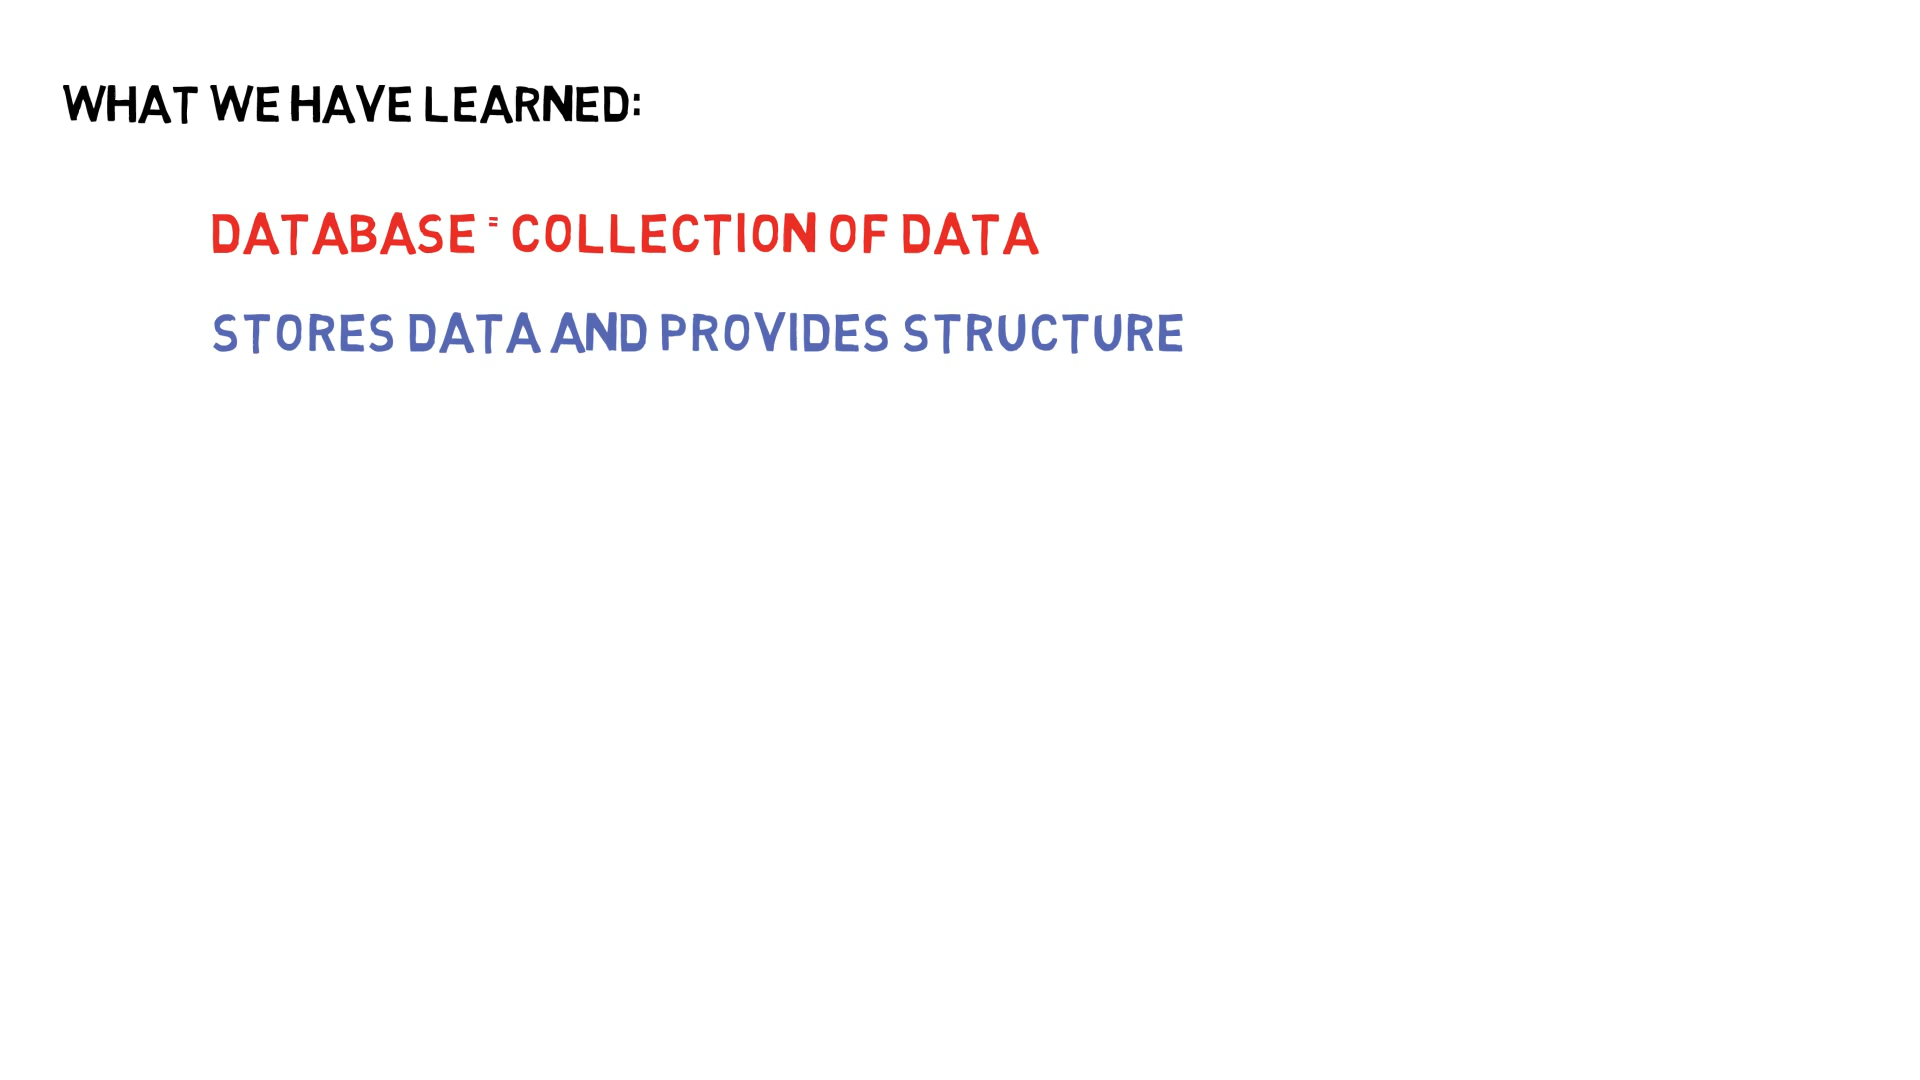 WHAT WE HAVE LEARNED:
DATABASE = COLLECTION OF DATA
STORES DATA AND PROVIDES STRUCTURE